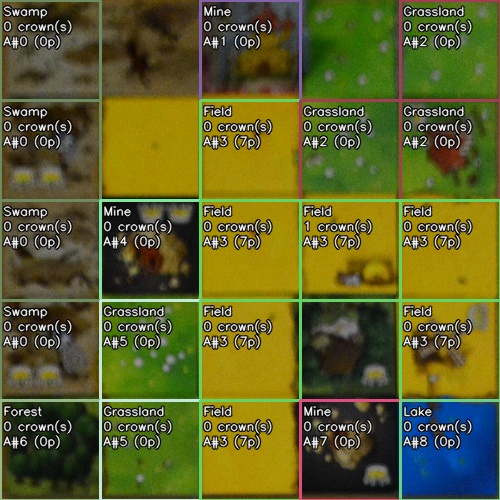 Swamp
0 crown(s)
A#0 (0p)
Mine
0 crown(s)
A#1 (0p)
Grassland
0 crown(s)
A#2 (0p)
Swamp
0 crown(s)
A#0 (0p)
Field
0 crown(s)
A#3 (7p)
Grassland
0 crown(s)
A#2 (0p)
Grassland
0 crown(s)
A#2 (0p)
Swamp
0 crown(s)
A#0 (0p)
Mine
0 crown(s)
A#4 (0p)
Field
0 crown(s)
A#3 (7p)
Field
1 crown(s)
A#3 (7p)
Field
0 crown(s)
A#3 (7p)
Swamp
0 crown(s)
A#0 (0p)
Grassland
0 crown(s)
A#5 (0p)
Field
0 crown(s)
A#3 (7p)
Field
0 crown(s)
A#3 (7p)
Forest
0 crown(s)
A#6 (0p)
Grassland
0 crown(s)
A#5 (0p)
Field
0 crown(s)
A#3 (7p)
Mine
0 crown(s)
A#7 (0p)
Lake
0 crown(s)
A#8 (0p)